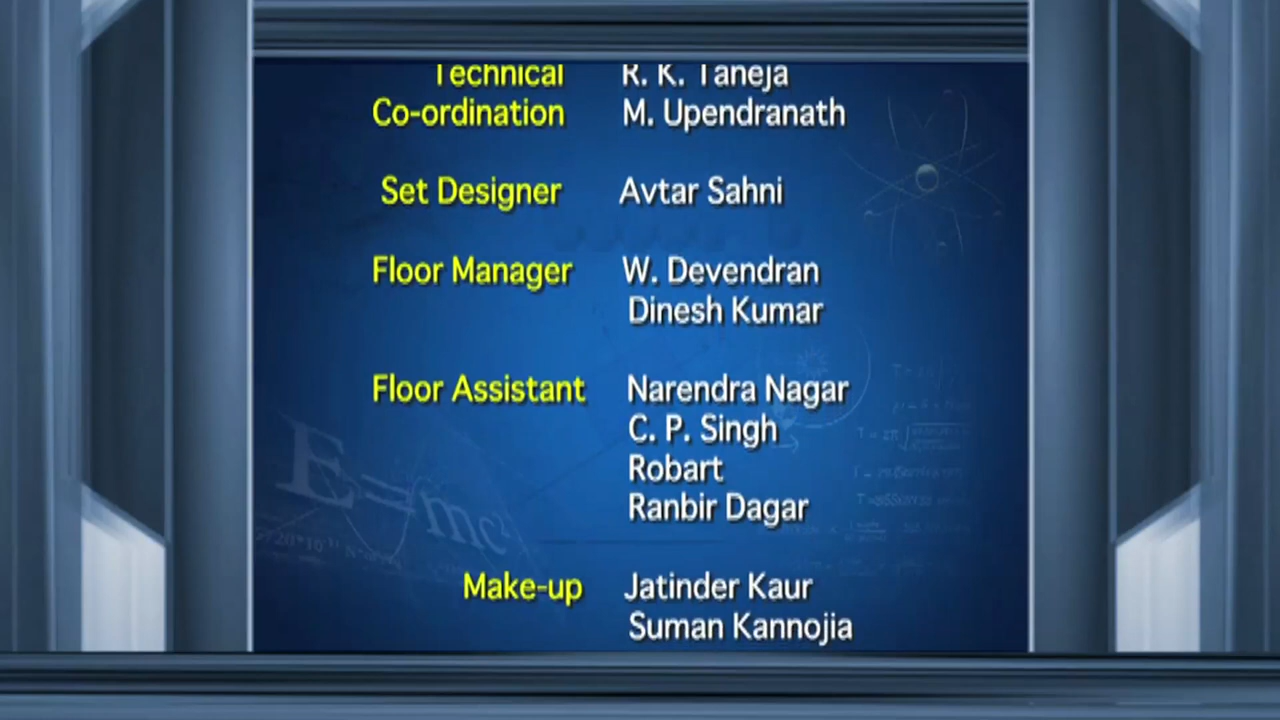 Technical R. K. Taneja
Co-ordination M. Upendranath
Set Designer Avtar Sahni
Floor Manager W. Devendran
Dinesh Kumar
Floor Assistant Narendra Nagar
C. P. Singh
Robart
Ranbir Dagar
Make-up Jatinder Kaur
Suman Kannojia
E=mc²